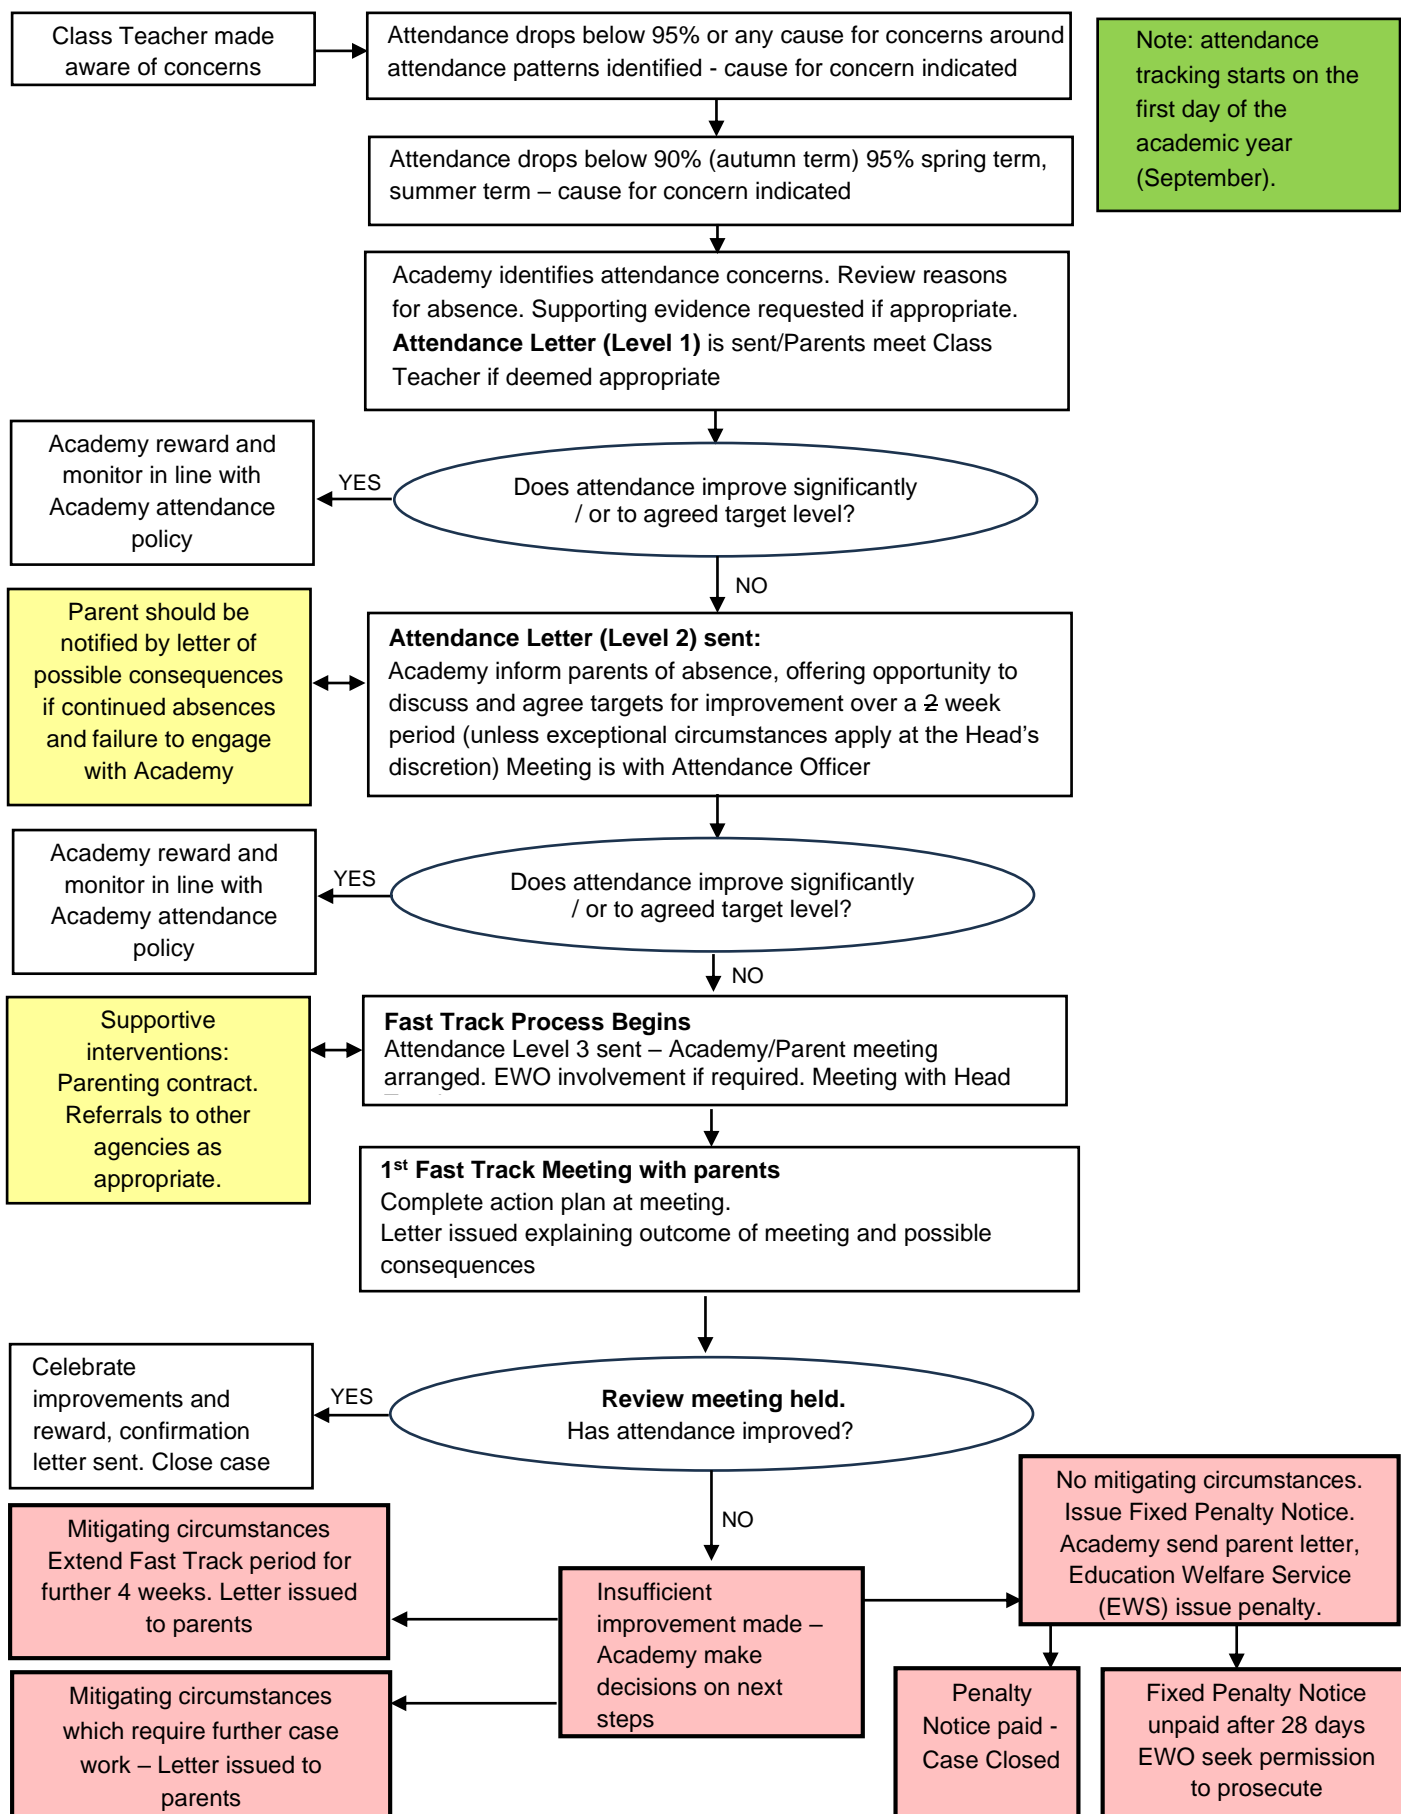 Class Teacher made
aware of concerns
Attendance drops below 95% or any cause for concerns around
attendance patterns identified - cause for concern indicated
Note: attendance
tracking starts on the
first day of the
academic year
(September).
Attendance drops below 90% (autumn term) 95% spring term,
summer term – cause for concern indicated
Academy identifies attendance concerns. Review reasons
for absence. Supporting evidence requested if appropriate.
Attendance Letter (Level 1) is sent/Parents meet Class
Teacher if deemed appropriate
Academy reward and
monitor in line with
Academy attendance
policy
YES
Does attendance improve significantly
/ or to agreed target level?
NO
Parent should be
notified by letter of
possible consequences
if continued absences
and failure to engage
with Academy
Attendance Letter (Level 2) sent:
Academy inform parents of absence, offering opportunity to
discuss and agree targets for improvement over a 2 week
period (unless exceptional circumstances apply at the Head's
discretion) Meeting is with Attendance Officer
Academy reward and
monitor in line with
Academy attendance
policy
YES
Does attendance improve significantly
/ or to agreed target level?
NO
Supportive
interventions:
Parenting contract.
Referrals to other
agencies as
appropriate.
Fast Track Process Begins
Attendance Level 3 sent – Academy/Parent meeting
arranged. EWO involvement if required. Meeting with Head
1st Fast Track Meeting with parents
Complete action plan at meeting.
Letter issued explaining outcome of meeting and possible
consequences
Celebrate
improvements and
reward, confirmation
letter sent. Close case
YES
Review meeting held.
Has attendance improved?
NO
Mitigating circumstances
Extend Fast Track period for
further 4 weeks. Letter issued
to parents
Mitigating circumstances
which require further case
work – Letter issued to
parents
Insufficient
improvement made –
Academy make
decisions on next
steps
No mitigating circumstances.
Issue Fixed Penalty Notice.
Academy send parent letter,
Education Welfare Service
(EWS) issue penalty.
Penalty
Notice paid -
Case Closed
Fixed Penalty Notice
unpaid after 28 days
EWO seek permission
to prosecute